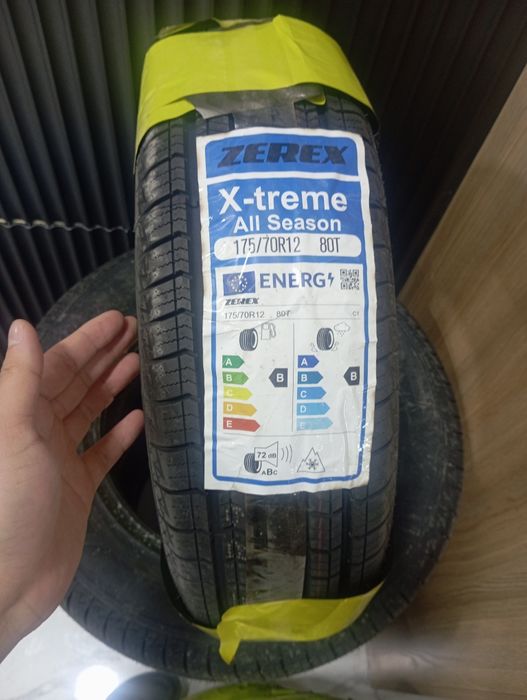 ZEREX
X-treme
All Season
175/70R12 80T
ENERG
ZEREX
175/70R12 80T C1
A
B
C
D
E
B
A
B
C
D
E
B
72 dB
ABC